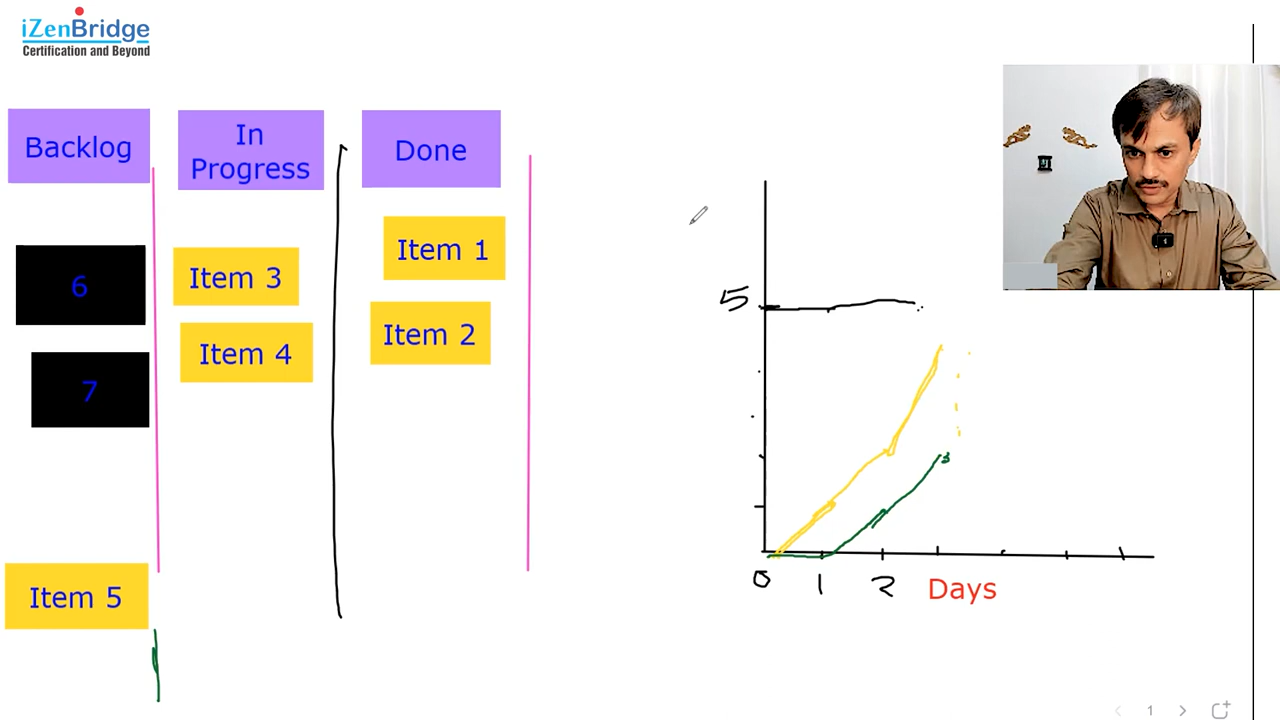 iZenBridge
Certification and Beyond
Backlog
In
Progress
Done
6
7
Item 3
Item 4
Item 1
Item 2
Item 5
5
0 1 2 Days
1